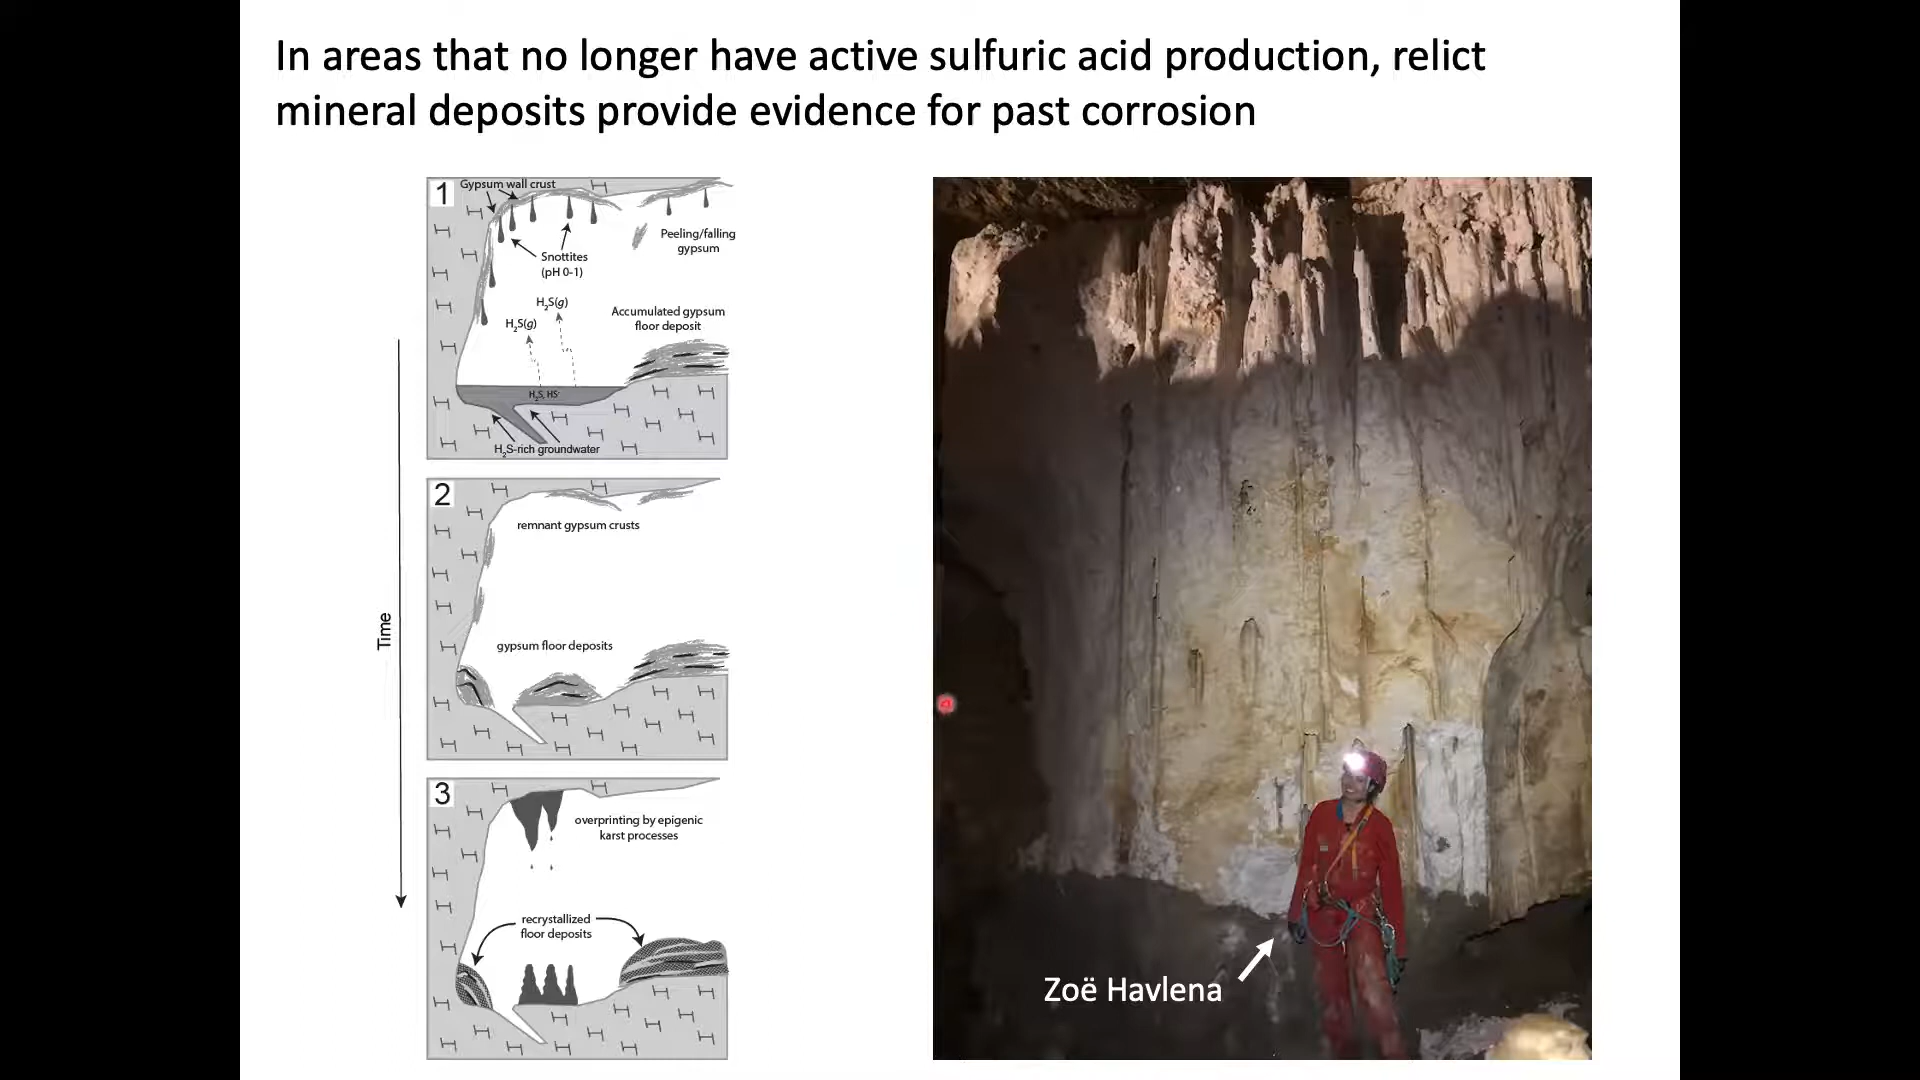 In areas that no longer have active sulfuric acid production, relict
mineral deposits provide evidence for past corrosion
1
Gypsum wall crust
Peeling/falling
gypsum
Snottites
(pH 0-1)
H2S(g)
H2S(g)
Accumulated gypsum
floor deposit
H2S, HS-
H2S-rich groundwater
2
remnant gypsum crusts
gypsum floor deposits
Time
3
overprinting by epigenic
karst processes
recrystallized
floor deposits
Zoë Havlena